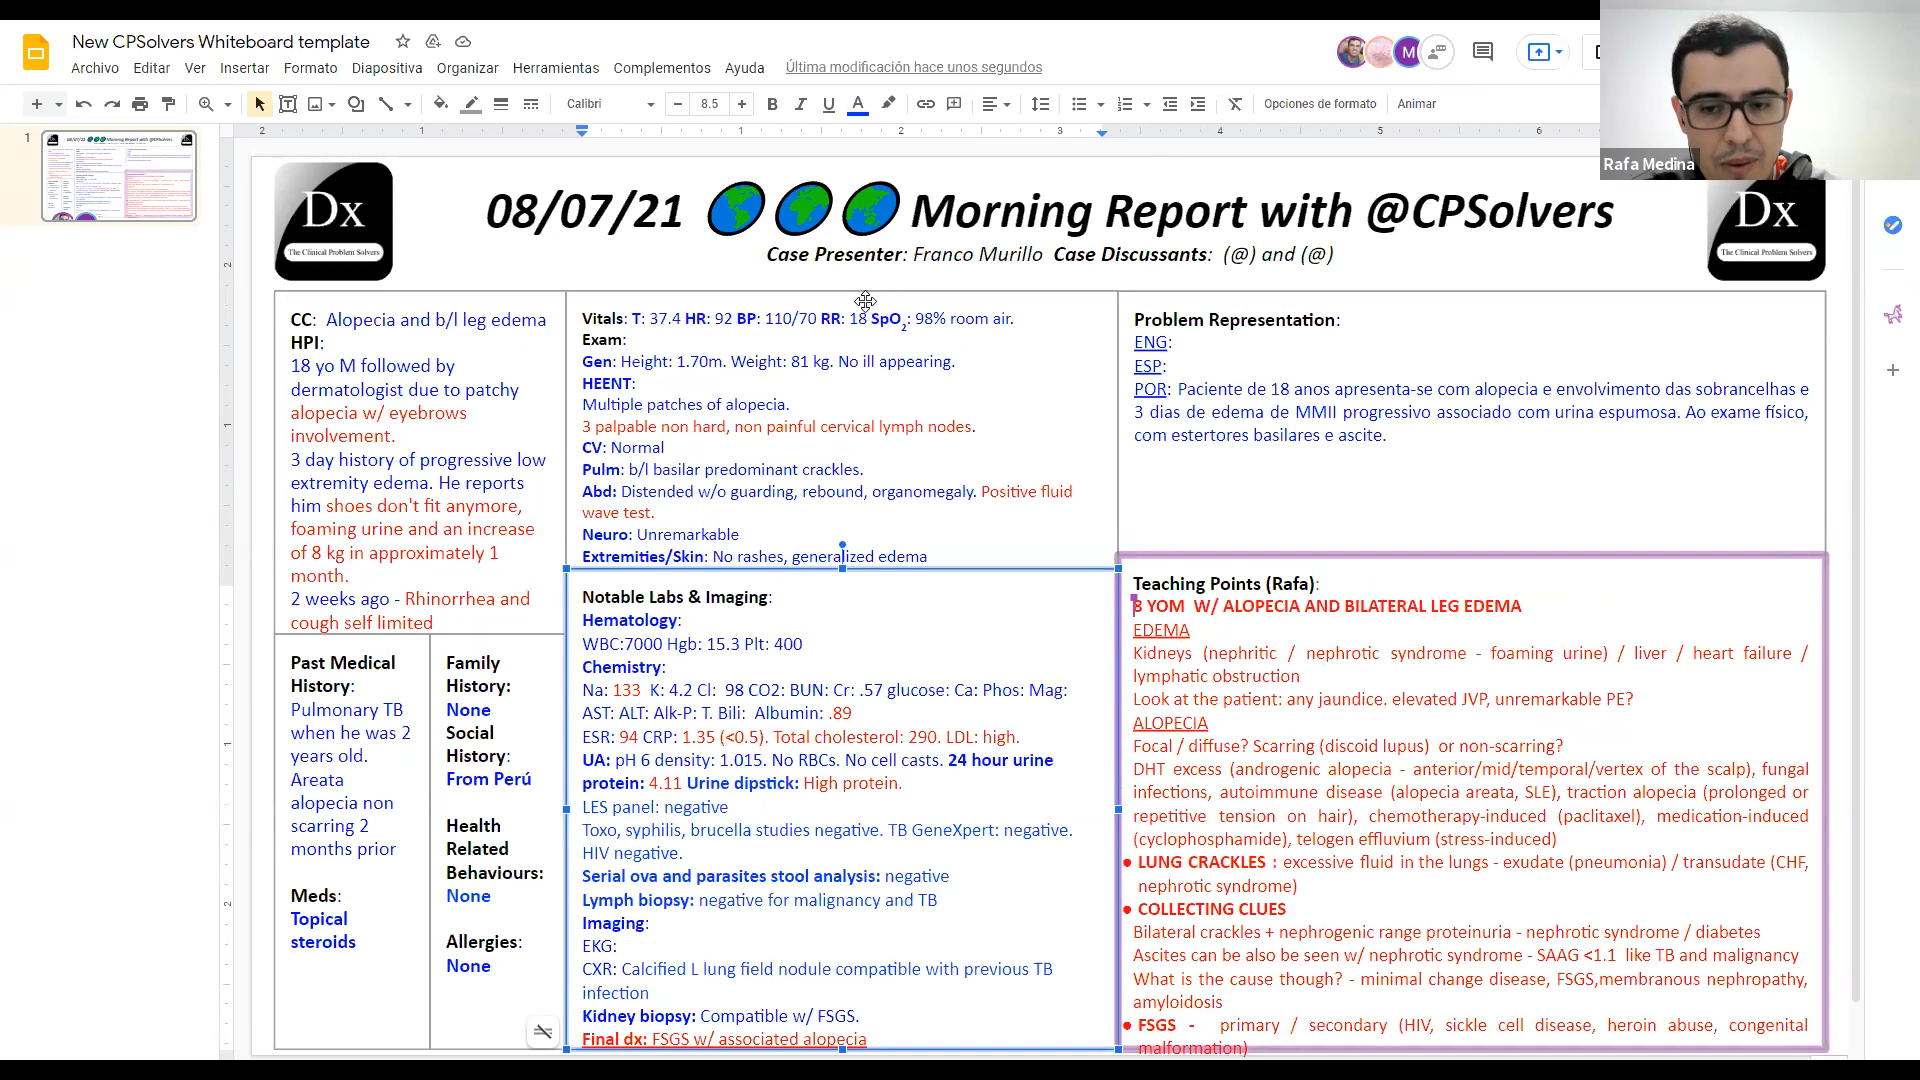 New CPSolvers Whiteboard template
Archivo Editar Ver Insertar Formato Diapositiva Organizar Herramientas Complementos Ayuda Última modificación hace unos segundos
M
Calibri 8.5 Opciones de formato Animar
Rafa Medina
2 1 1 2 3 4 5 6
1
Dx
The Clinical Problem Solvers
08/07/21 Morning Report with @CPSolvers
Case Presenter: Franco Murillo Case Discussants: (@) and (@)
Dx
The Clinical Problem Solvers
CC: Alopecia and b/l leg edema
HPI:
18 yo M followed by
dermatologist due to patchy
alopecia w/ eyebrows
involvement.
3 day history of progressive low
extremity edema. He reports
him shoes don't fit anymore,
foaming urine and an increase
of 8 kg in approximately 1
month.
2 weeks ago - Rhinorrhea and
cough self limited
Past Medical
History:
Pulmonary TB
when he was 2
years old.
Areata
alopecia non
scarring 2
months prior
Meds:
Topical
steroids
Family
History:
None
Social
History:
From Perú
Health
Related
Behaviours:
None
Allergies:
None
Vitals: T: 37.4 HR: 92 BP: 110/70 RR: 18 SpO2: 98% room air.
Exam:
Gen: Height: 1.70m. Weight: 81 kg. No ill appearing.
HEENT:
Multiple patches of alopecia.
3 palpable non hard, non painful cervical lymph nodes.
CV: Normal
Pulm: b/l basilar predominant crackles.
Abd: Distended w/o guarding, rebound, organomegaly. Positive fluid
wave test.
Neuro: Unremarkable
Extremities/Skin: No rashes, generalized edema
Notable Labs & Imaging:
Hematology:
WBC:7000 Hgb: 15.3 Plt: 400
Chemistry:
Na: 133 K: 4.2 Cl: 98 CO2: BUN: Cr: .57 glucose: Ca: Phos: Mag:
AST: ALT: Alk-P: T. Bili: Albumin: .89
ESR: 94 CRP: 1.35 (<0.5). Total cholesterol: 290. LDL: high.
UA: pH 6 density: 1.015. No RBCs. No cell casts. 24 hour urine
protein: 4.11 Urine dipstick: High protein.
LES panel: negative
Toxo, syphilis, brucella studies negative. TB GeneXpert: negative.
HIV negative.
Serial ova and parasites stool analysis: negative
Lymph biopsy: negative for malignancy and TB
Imaging:
EKG:
CXR: Calcified L lung field nodule compatible with previous TB
infection
Kidney biopsy: Compatible w/ FSGS.
Final dx: FSGS w/ associated alopecia
Problem Representation:
ENG:
ESP:
POR: Paciente de 18 anos apresenta-se com alopecia e envolvimento das sobrancelhas e
3 dias de edema de MMII progressivo associado com urina espumosa. Ao exame físico,
com estertores basilares e ascite.
Teaching Points (Rafa):
8 YOM W/ ALOPECIA AND BILATERAL LEG EDEMA
EDEMA
Kidneys (nephritic / nephrotic syndrome - foaming urine) / liver / heart failure /
lymphatic obstruction
Look at the patient: any jaundice. elevated JVP, unremarkable PE?
ALOPECIA
Focal / diffuse? Scarring (discoid lupus) or non-scarring?
DHT excess (androgenic alopecia - anterior/mid/temporal/vertex of the scalp), fungal
infections, autoimmune disease (alopecia areata, SLE), traction alopecia (prolonged or
repetitive tension on hair), chemotherapy-induced (paclitaxel), medication-induced
(cyclophosphamide), telogen effluvium (stress-induced)
● LUNG CRACKLES : excessive fluid in the lungs - exudate (pneumonia) / transudate (CHF,
nephrotic syndrome)
● COLLECTING CLUES
Bilateral crackles + nephrogenic range proteinuria - nephrotic syndrome / diabetes
Ascites can be also be seen w/ nephrotic syndrome - SAAG <1.1 like TB and malignancy
What is the cause though? - minimal change disease, FSGS,membranous nephropathy,
amyloidosis
● FSGS - primary / secondary (HIV, sickle cell disease, heroin abuse, congenital
malformation)